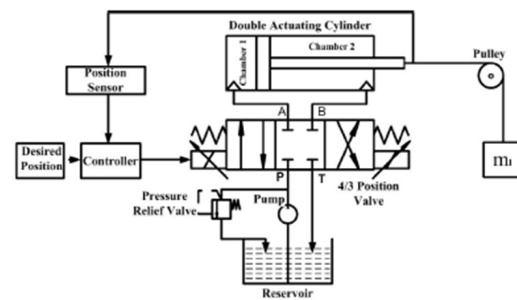 Double Actuating Cylinder
Chamber 1
Chamber 2
Pulley
Position
Sensor
A
B
Desired
Position
Controller
m₁
P
T
4/3 Position
Valve
Pressure
Relief Valve
Pump
Reservoir